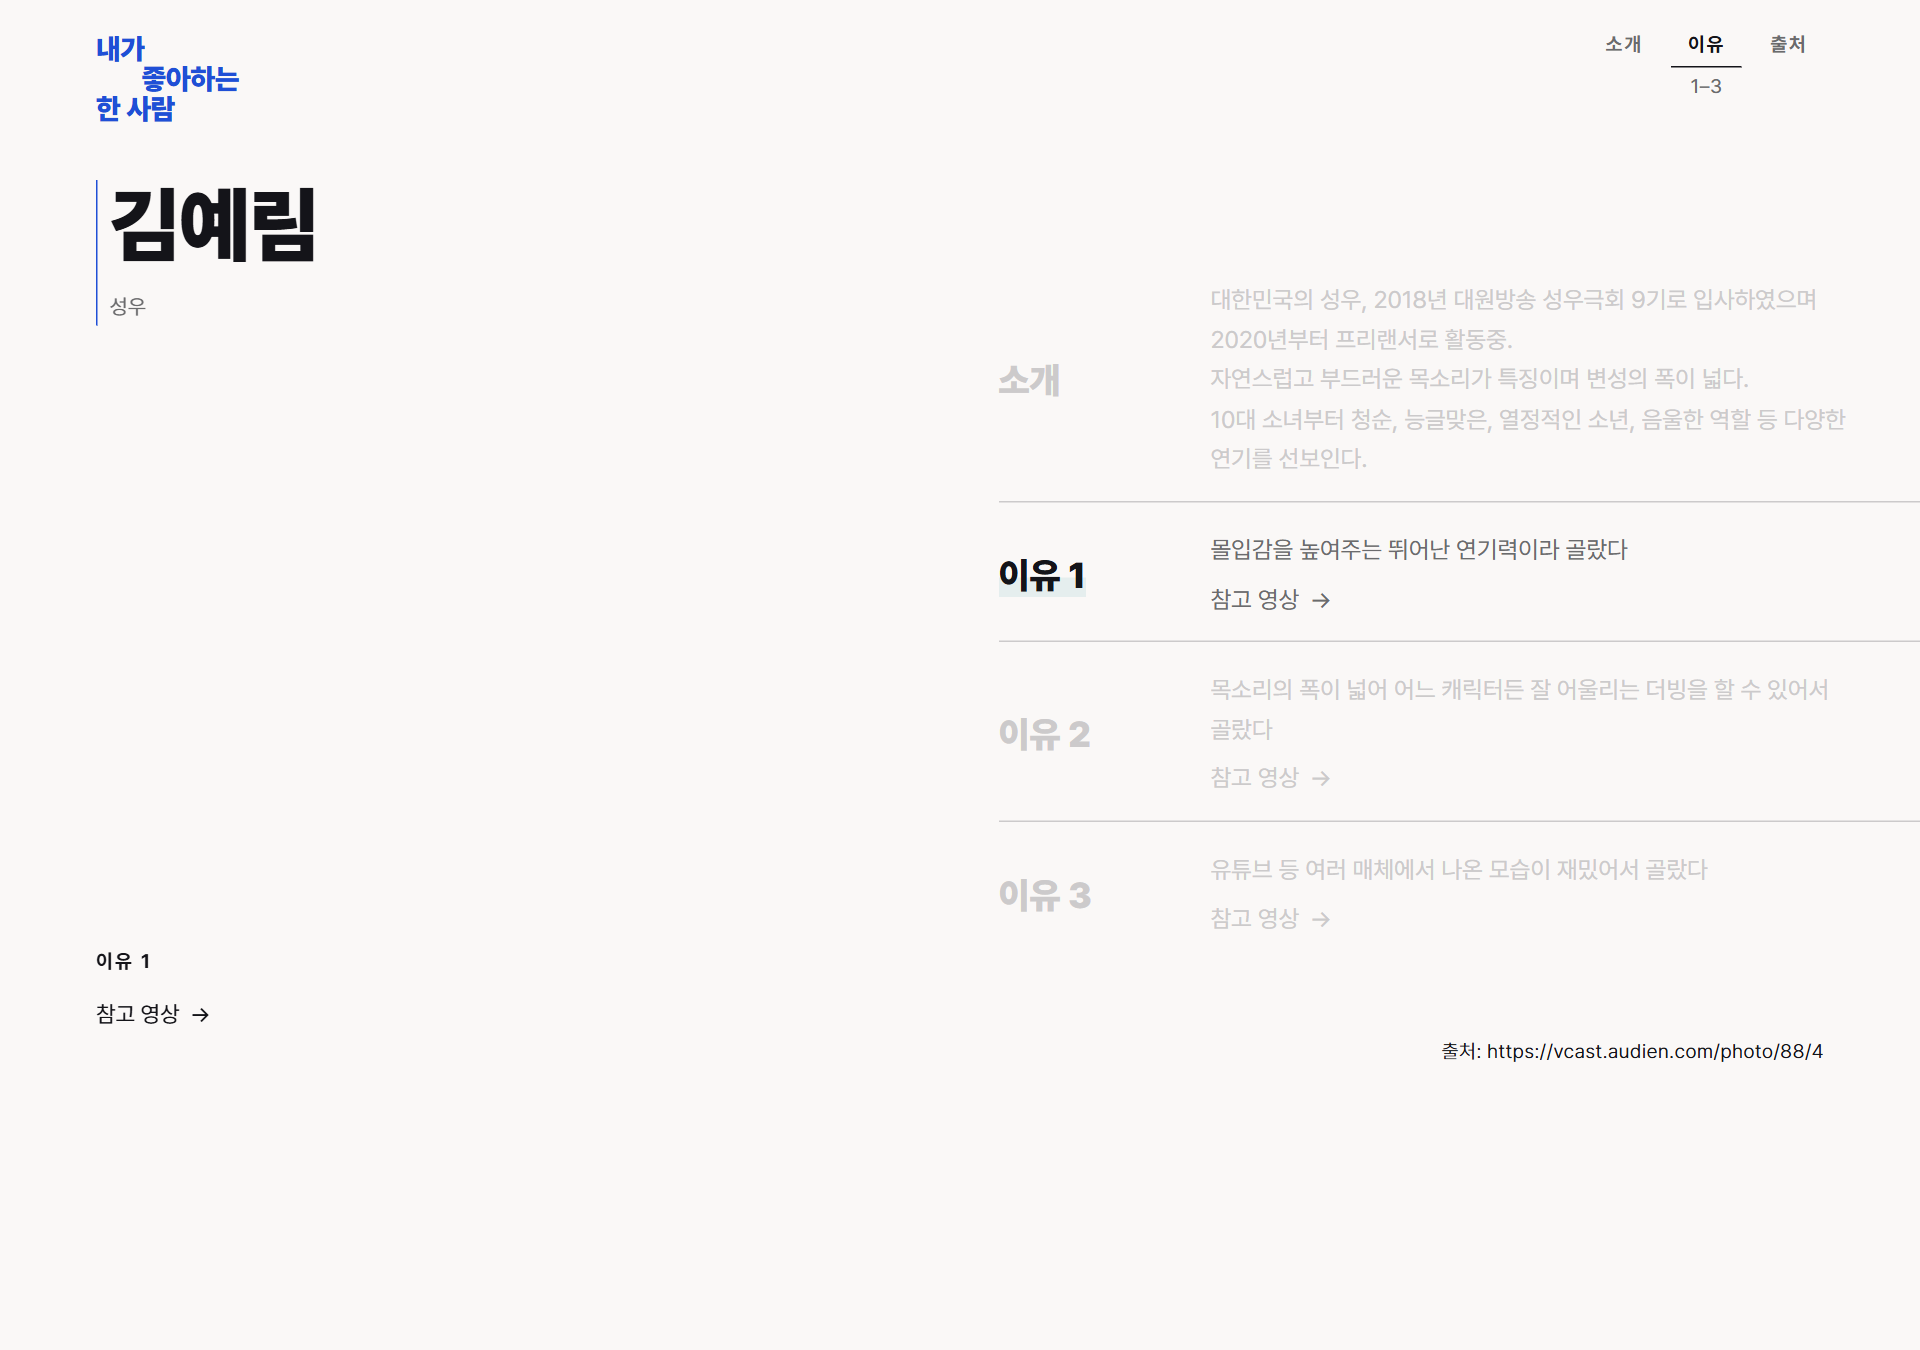 내가
좋아하는
한 사람
소개
이유
출처
1–3
김예림
성우
소개
대한민국의 성우, 2018년 대원방송 성우극회 9기로 입사하였으며
2020년부터 프리랜서로 활동중.
자연스럽고 부드러운 목소리가 특징이며 변성의 폭이 넓다.
10대 소녀부터 청순, 능글맞은, 열정적인 소년, 음울한 역할 등 다양한
연기를 선보인다.
이유 1
몰입감을 높여주는 뛰어난 연기력이라 골랐다
참고 영상 →
이유 2
목소리의 폭이 넓어 어느 캐릭터든 잘 어울리는 더빙을 할 수 있어서
골랐다
참고 영상 →
이유 3
유튜브 등 여러 매체에서 나온 모습이 재밌어서 골랐다
참고 영상 →
이유 1
참고 영상 →
출처: https://vcast.audien.com/photo/88/4